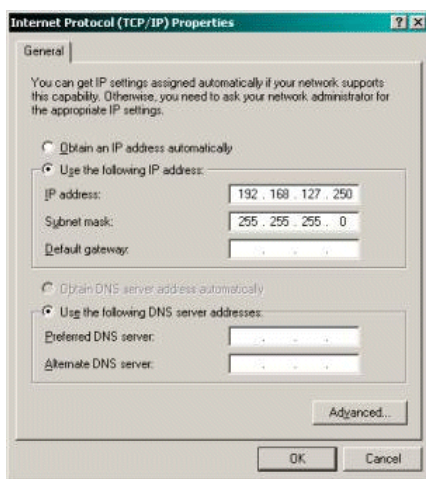 Internet Protocol (TCP/IP) Properties
General
You can get IP settings assigned automatically if your network supports
this capability. Otherwise, you need to ask your network administrator for
the appropriate IP settings.
Obtain an IP address automatically
Use the following IP address:
IP address: 192 . 168 . 127 . 250
Subnet mask: 255 . 255 . 255 . 0
Default gateway: . . .
Obtain DNS server address automatically
Use the following DNS server addresses:
Preferred DNS server: . . .
Alternate DNS server: . . .
Advanced...
OK Cancel